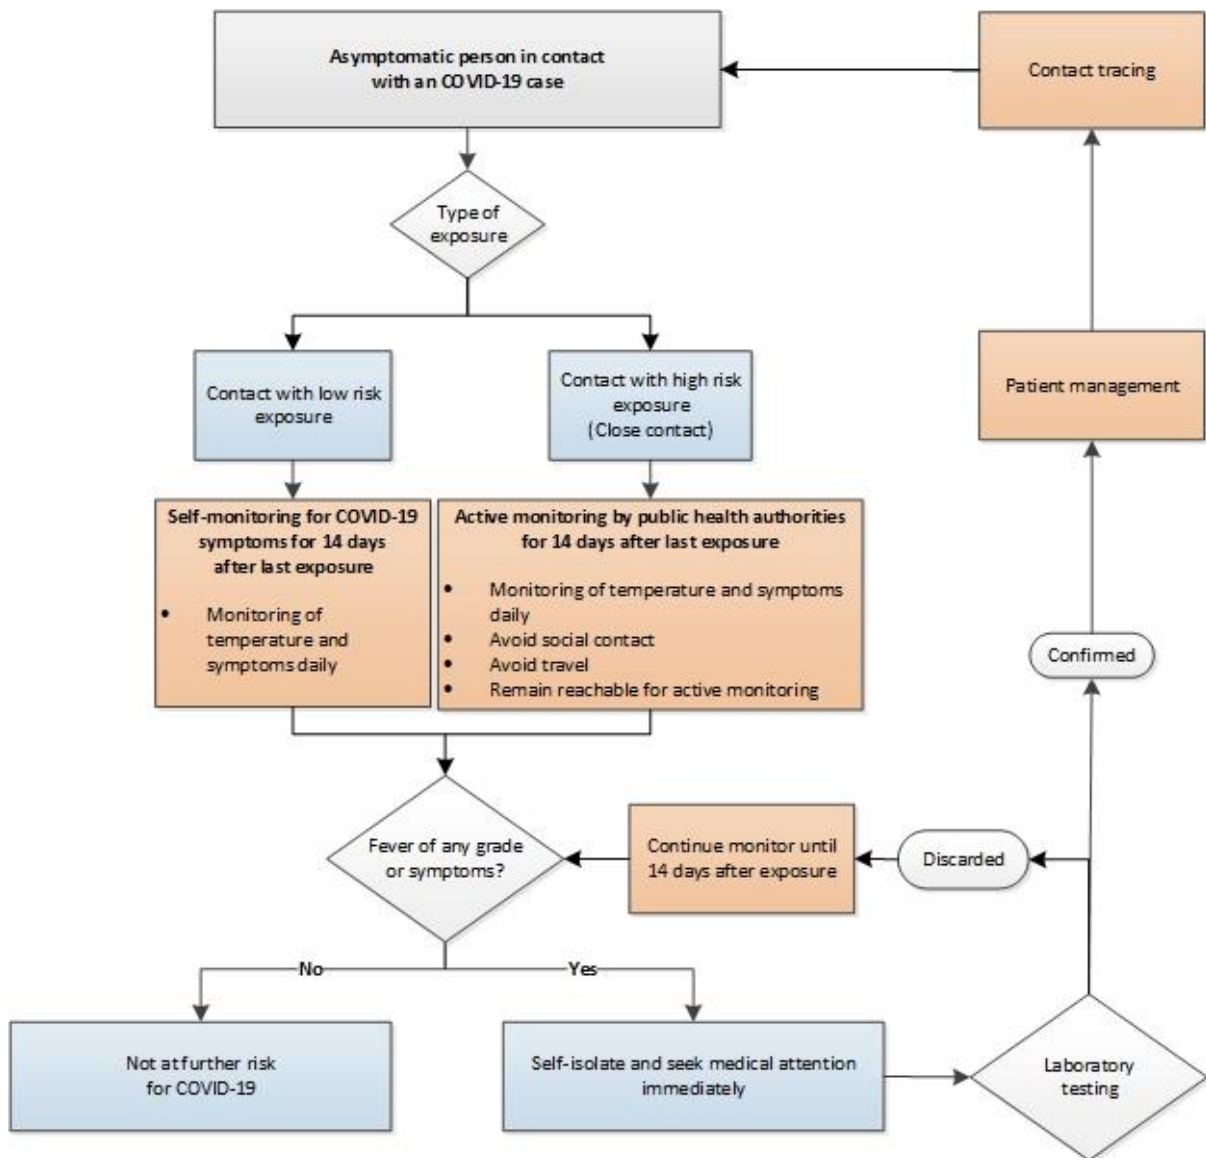 Asymptomatic person in contact
with an COVID-19 case
Contact tracing
Type of
exposure
Contact with low risk
exposure
Contact with high risk
exposure
(Close contact)
Patient management
Self-monitoring for COVID-19
symptoms for 14 days
after last exposure
• Monitoring of
temperature and
symptoms daily
Active monitoring by public health authorities
for 14 days after last exposure
• Monitoring of temperature and symptoms
daily
• Avoid social contact
• Avoid travel
• Remain reachable for active monitoring
Confirmed
Fever of any grade
or symptoms?
Continue monitor until
14 days after exposure
Discarded
No
Yes
Not at further risk
for COVID-19
Self-isolate and seek medical attention
immediately
Laboratory
testing